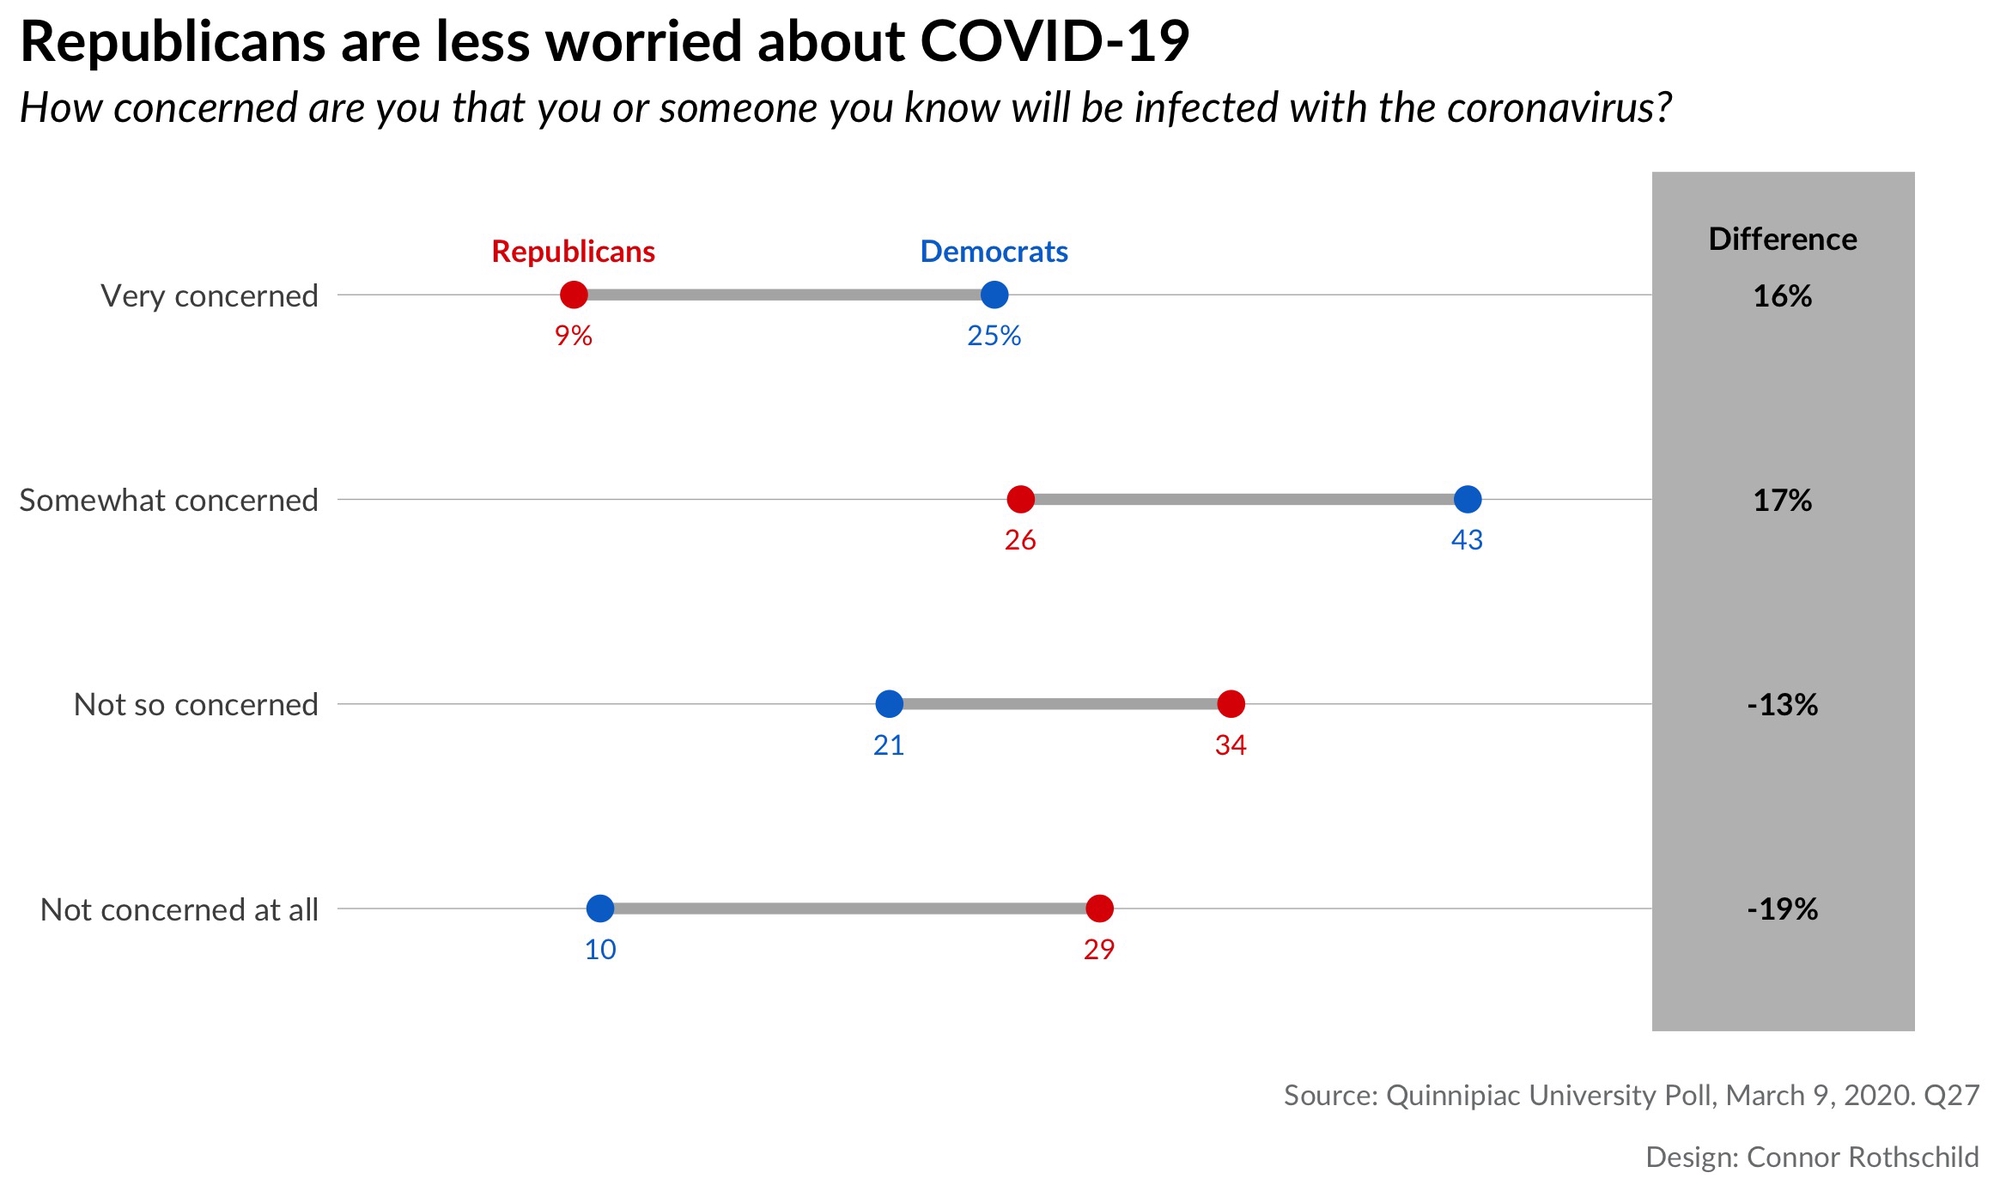 Republicans are less worried about COVID-19
How concerned are you that you or someone you know will be infected with the coronavirus?
Republicans Democrats Difference
Very concerned 16%
9% 25%
Somewhat concerned 17%
26 43
Not so concerned -13%
21 34
Not concerned at all -19%
10 29
Source: Quinnipiac University Poll, March 9, 2020. Q27
Design: Connor Rothschild